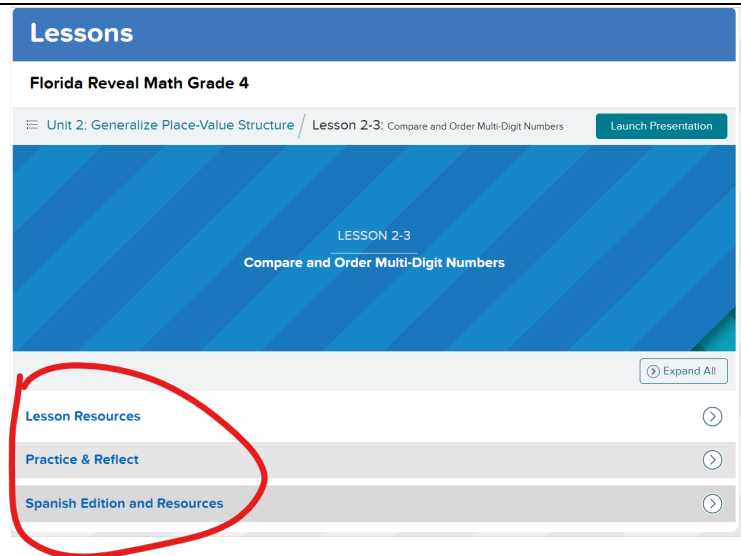 Lessons
Florida Reveal Math Grade 4
Unit 2: Generalize Place-Value Structure / Lesson 2-3: Compare and Order Multi-Digit Numbers Launch Presentation
LESSON 2-3
Compare and Order Multi-Digit Numbers
Expand All
Lesson Resources
Practice & Reflect
Spanish Edition and Resources